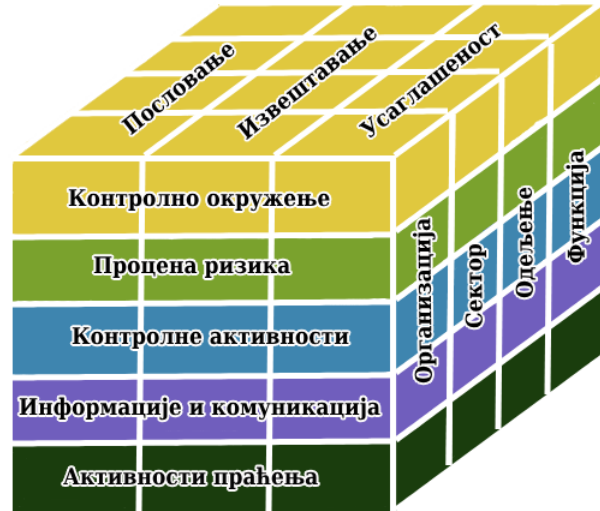 Пословање
Извештавање
Усаглашеност
Контролно окружење
Процена ризика
Контролне активности
Информације и комуникација
Активности праћења
Организација
Сектор
Одељење
Функција